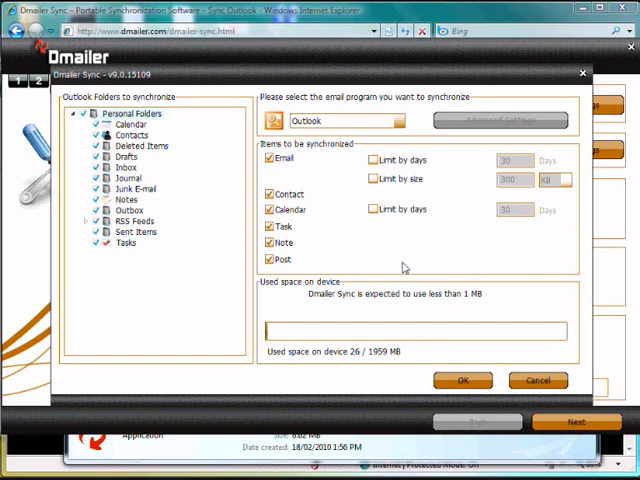 Dmailer Sync - Portable Synchronization Software - Sync Outlook - Windows Internet Explorer
http://www.dmailer.com/dmailer-sync.html
Bing
Dmailer
Dmailer Sync - v9.0.15109
1 2
Outlook Folders to synchronize
Personal Folders
Calendar
Contacts
Deleted Items
Drafts
Inbox
Journal
Junk E-mail
Notes
Outbox
RSS Feeds
Sent Items
Tasks
Please select the email program you want to synchronize
Outlook
Advanced Settings
Items to be synchronized
Email
Limit by days
30
Days
Limit by size
300
KB
Contact
Calendar
Limit by days
30
Days
Task
Note
Post
Used space on device
Dmailer Sync is expected to use less than 1 MB
Used space on device 26 / 1959 MB
OK
Cancel
Back
Next
Application
Size: 8.02 MB
Date created: 18/02/2010 1:56 PM
Internet | Protected Mode: Off